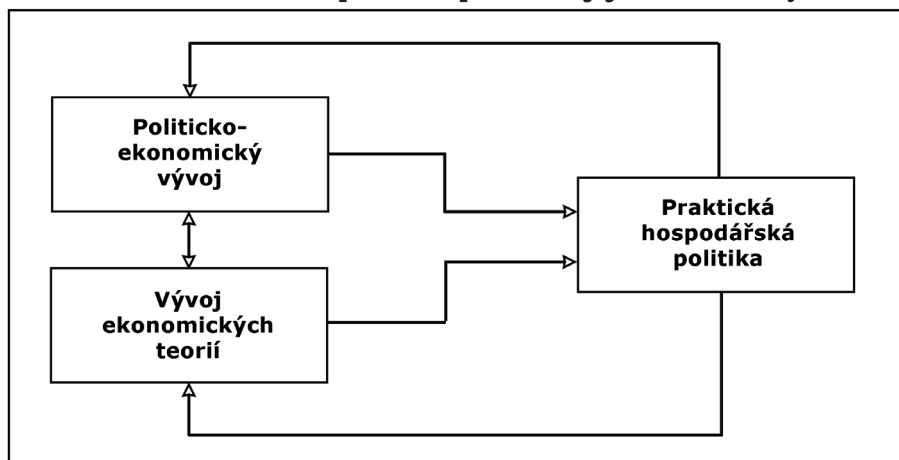 Politicko-
ekonomický
vývoj
Praktická
hospodářská
politika
Vývoj
ekonomických
teorií